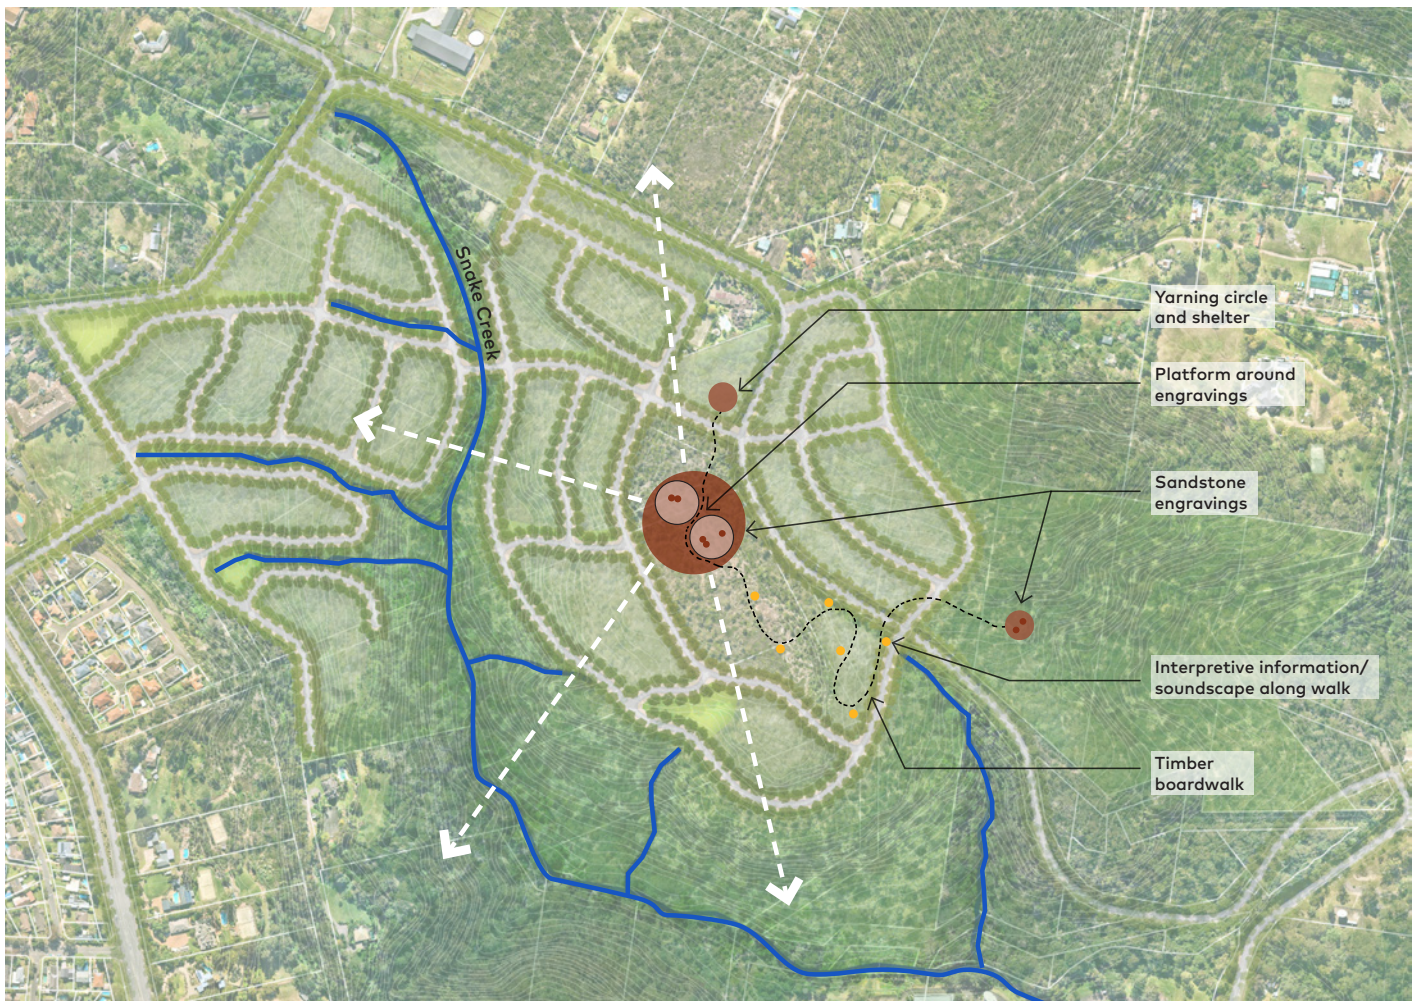 Snake Creek
Yarning circle
and shelter
Platform around
engravings
Sandstone
engravings
Interpretive information/
soundscape along walk
Timber
boardwalk